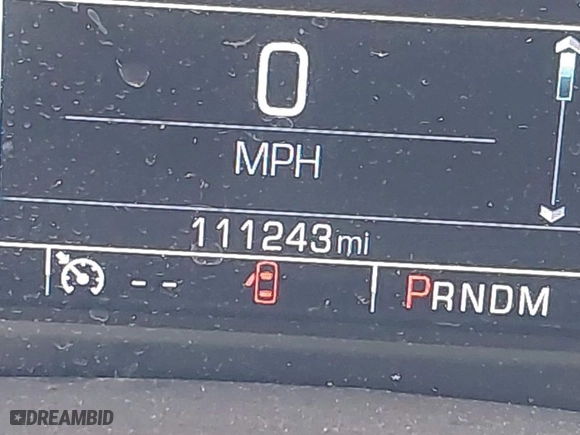 0
MPH
111243mi
-- PRNDM
DREAMBID